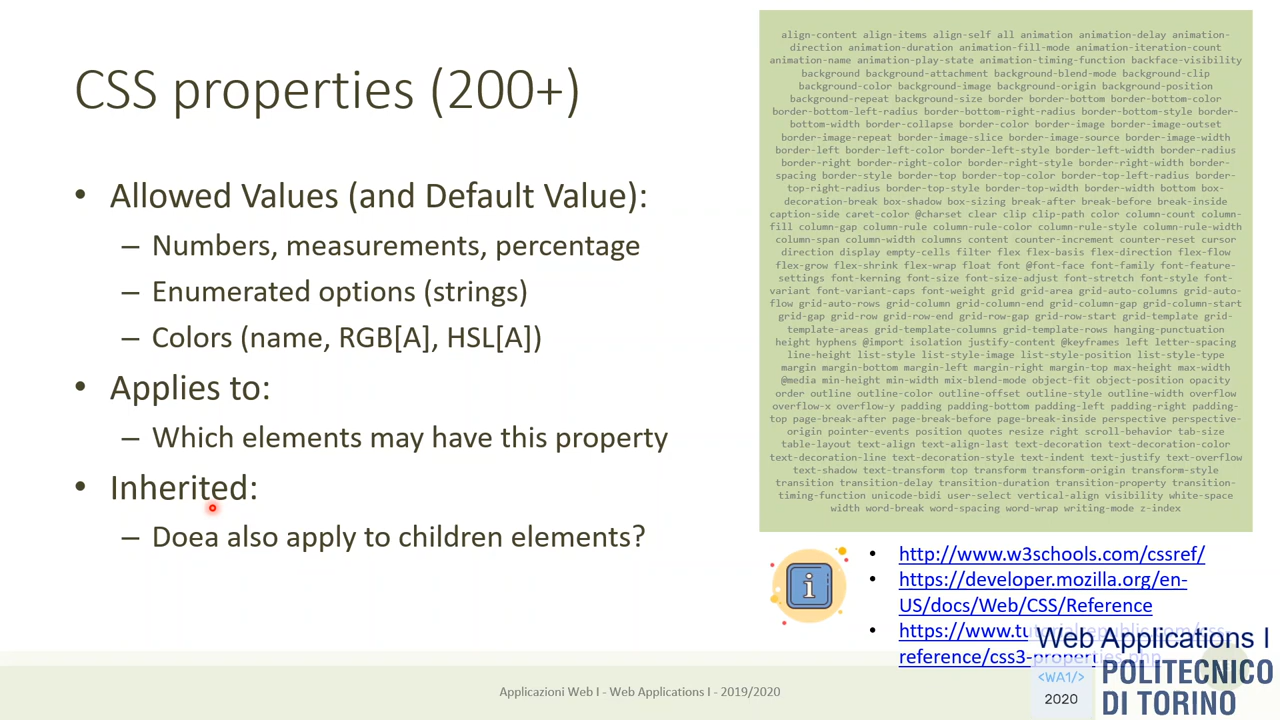 CSS properties (200+)
• Allowed Values (and Default Value):
– Numbers, measurements, percentage
– Enumerated options (strings)
– Colors (name, RGB[A], HSL[A])
• Applies to:
– Which elements may have this property
• Inherited:
– Doea also apply to children elements?
align-content align-items align-self all animation animation-delay animation-
direction animation-duration animation-fill-mode animation-iteration-count
animation-name animation-play-state animation-timing-function backface-visibility
background background-attachment background-blend-mode background-clip
background-color background-image background-origin background-position
background-repeat background-size border border-bottom border-bottom-color
border-bottom-left-radius border-bottom-right-radius border-bottom-style border-
bottom-width border-collapse border-color border-image border-image-outset
border-image-repeat border-image-slice border-image-source border-image-width
border-left border-left-color border-left-style border-left-width border-radius
border-right border-right-color border-right-style border-right-width border-
spacing border-style border-top border-top-color border-top-left-radius border-
top-right-radius border-top-style border-top-width border-width bottom box-
decoration-break box-shadow box-sizing break-after break-before break-inside
caption-side caret-color @charset clear clip clip-path color column-count column-
fill column-gap column-rule column-rule-color column-rule-style column-rule-width
column-span column-width columns content counter-increment counter-reset cursor
direction display empty-cells filter flex flex-basis flex-direction flex-flow
flex-grow flex-shrink flex-wrap float font @font-face font-family font-feature-
settings font-kerning font-size font-size-adjust font-stretch font-style font-
variant font-variant-caps font-weight grid grid-area grid-auto-columns grid-auto-
flow grid-auto-rows grid-column grid-column-end grid-column-gap grid-column-start
grid-gap grid-row grid-row-end grid-row-gap grid-row-start grid-template grid-
template-areas grid-template-columns grid-template-rows hanging-punctuation
height hyphens @import isolation justify-content @keyframes left letter-spacing
line-height list-style list-style-image list-style-position list-style-type
margin margin-bottom margin-left margin-right margin-top max-height max-width
@media min-height min-width mix-blend-mode object-fit object-position opacity
order outline outline-color outline-offset outline-style outline-width overflow
overflow-x overflow-y padding padding-bottom padding-left padding-right padding-
top page-break-after page-break-before page-break-inside perspective perspective-
origin pointer-events position quotes resize right scroll-behavior tab-size
table-layout text-align text-align-last text-decoration text-decoration-color
text-decoration-line text-decoration-style text-indent text-justify text-overflow
text-shadow text-transform top transform transform-origin transform-style
transition transition-delay transition-duration transition-property transition-
timing-function unicode-bidi user-select vertical-align visibility white-space
width word-break word-spacing word-wrap writing-mode z-index
• http://www.w3schools.com/cssref/
• https://developer.mozilla.org/en-
US/docs/Web/CSS/Reference
• https://www.tutorialrepublic.com/css-
reference/css3-properties.php
Applicazioni Web I - Web Applications I - 2019/2020
Web Applications I
<WA1/>
2020
POLITECNICO
DI TORINO